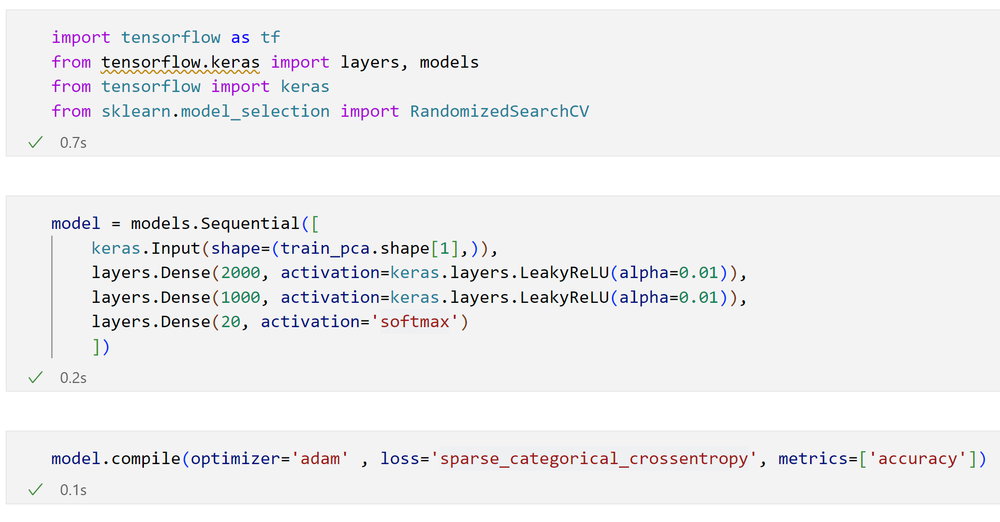 import tensorflow as tf
from tensorflow.keras import layers, models
from tensorflow import keras
from sklearn.model_selection import RandomizedSearchCV
0.7s
model = models.Sequential([
keras.Input(shape=(train_pca.shape[1],)),
layers.Dense(2000, activation=keras.layers.LeakyReLU(alpha=0.01)),
layers.Dense(1000, activation=keras.layers.LeakyReLU(alpha=0.01)),
layers.Dense(20, activation='softmax')
])
0.2s
model.compile(optimizer='adam' , loss='sparse_categorical_crossentropy', metrics=['accuracy'])
0.1s